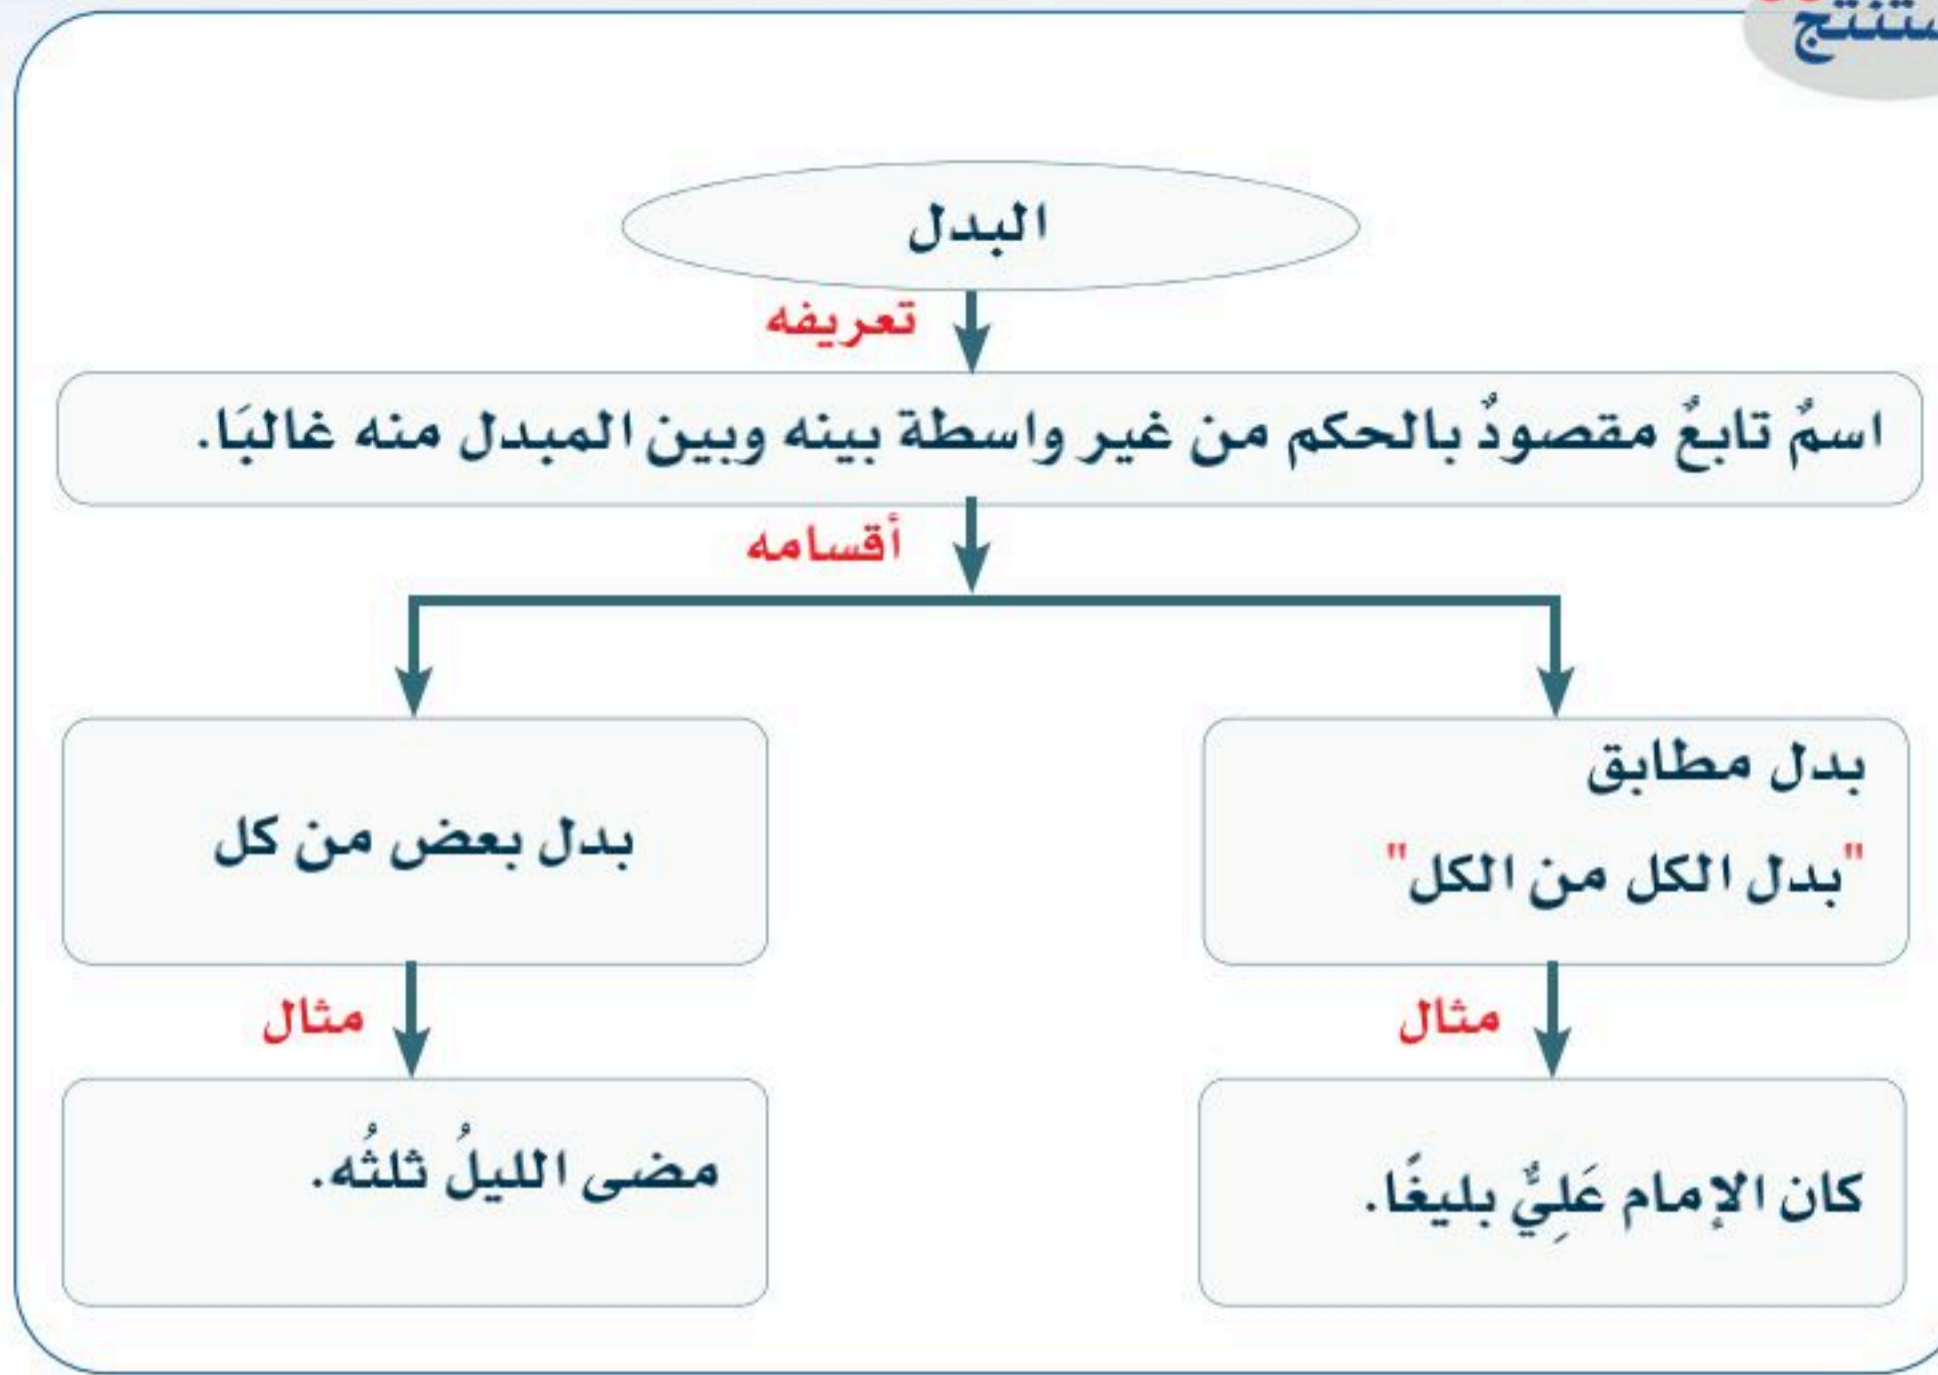 البدل
تعريفه
اسمٌ تابعٌ مقصودٌ بالحكم من غير واسطة بينه وبين المبدل منه غالبَا.
أقسامه
بدل مطابق
"بدل الكل من الكل"
مثال
كان الإمام عَلِيٌّ بليغًا.
بدل بعض من كل
مثال
مضى الليلُ ثلثُه.